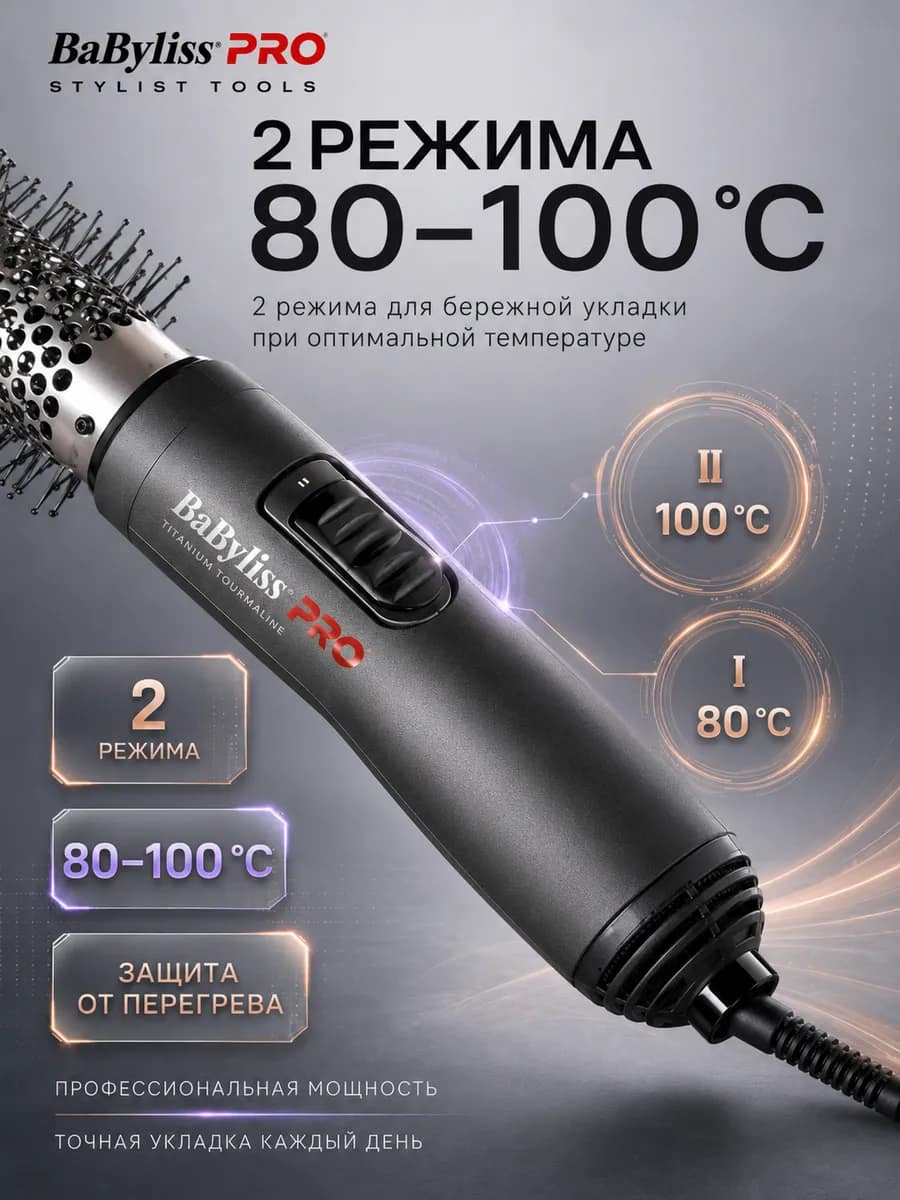 BaByliss® PRO®
STYLIST TOOLS
2 РЕЖИМА
80–100°C
2 режима для бережной укладки
при оптимальной температуре
II
100°C
I
80°C
II
BaByliss® PRO®
TITANIUM TOURMALINE
2
РЕЖИМА
80–100°C
ЗАЩИТА
ОТ ПЕРЕГРЕВА
ПРОФЕССИОНАЛЬНАЯ МОЩНОСТЬ
ТОЧНАЯ УКЛАДКА КАЖДЫЙ ДЕНЬ